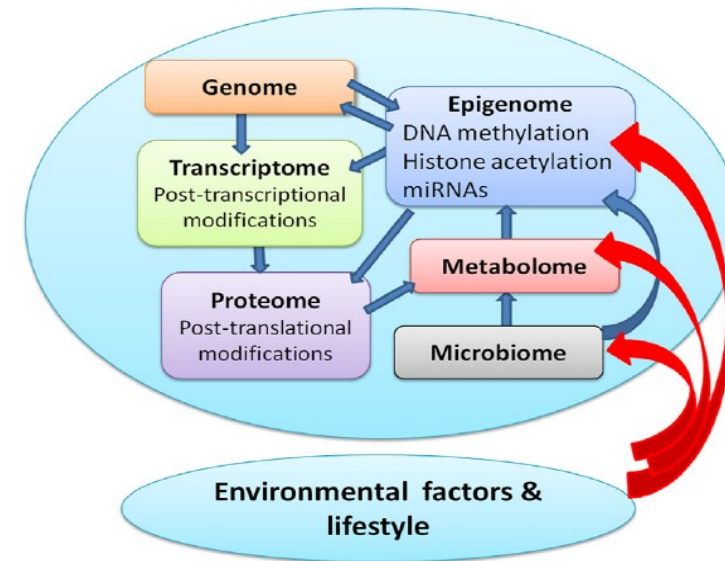 Genome
Epigenome
DNA methylation
Histone acetylation
miRNAs
Transcriptome
Post-transcriptional
modifications
Metabolome
Proteome
Post-translational
modifications
Microbiome
Environmental factors &
lifestyle